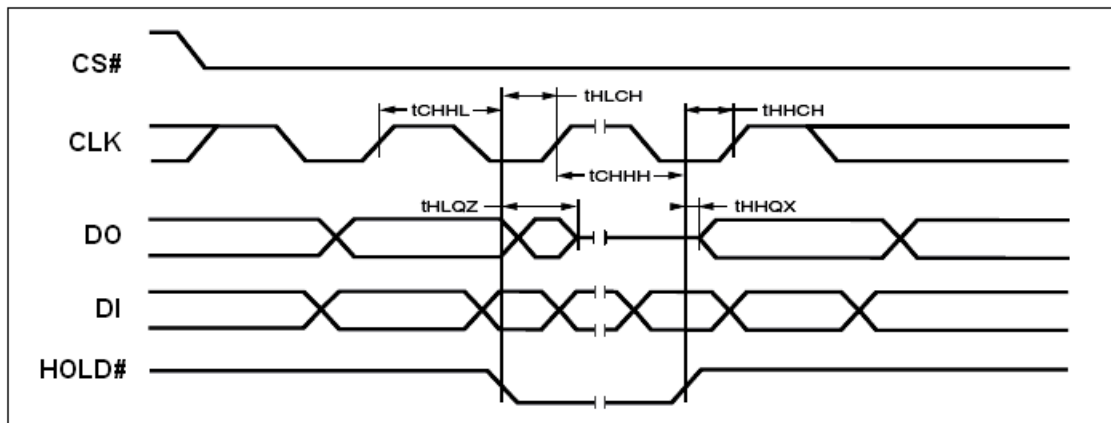 CS#
tHLCH
tCHHL
tHHCH
CLK
tCHHH
tHLQZ
tHHQX
DO
DI
HOLD#